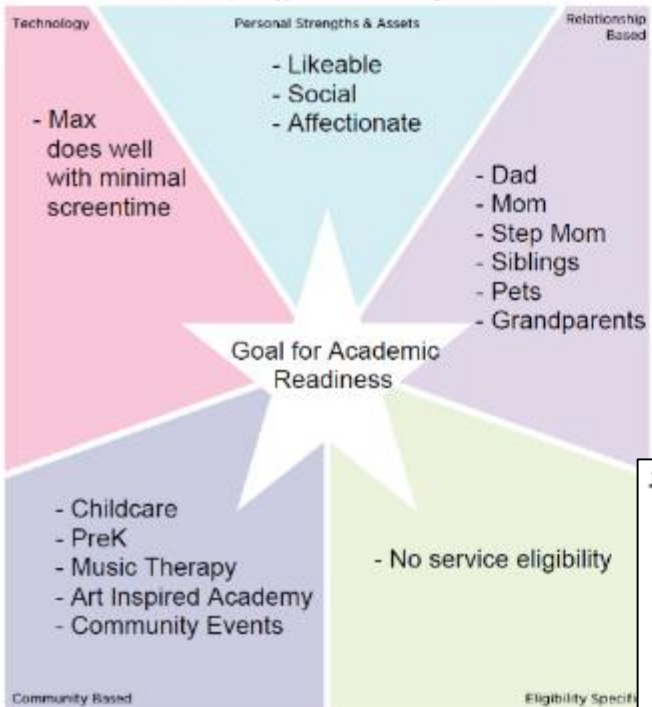 Technology
Personal Strengths & Assets
Relationship
Based
- Likeable
- Social
- Affectionate
- Max
does well
with minimal
screentime
- Dad
- Mom
- Step Mom
- Siblings
- Pets
- Grandparents
Goal for Academic
Readiness
- Childcare
- PreK
- Music Therapy
- Art Inspired Academy
- Community Events
- No service eligibility
Community Based
Eligibility